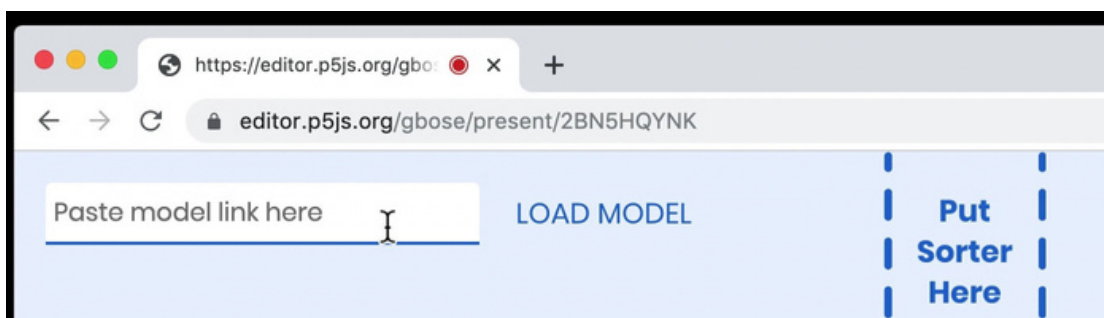 https://editor.p5js.org/gbo
editor.p5js.org/gbose/present/2BN5HQYNK
Paste model link here
LOAD MODEL
Put
Sorter
Here